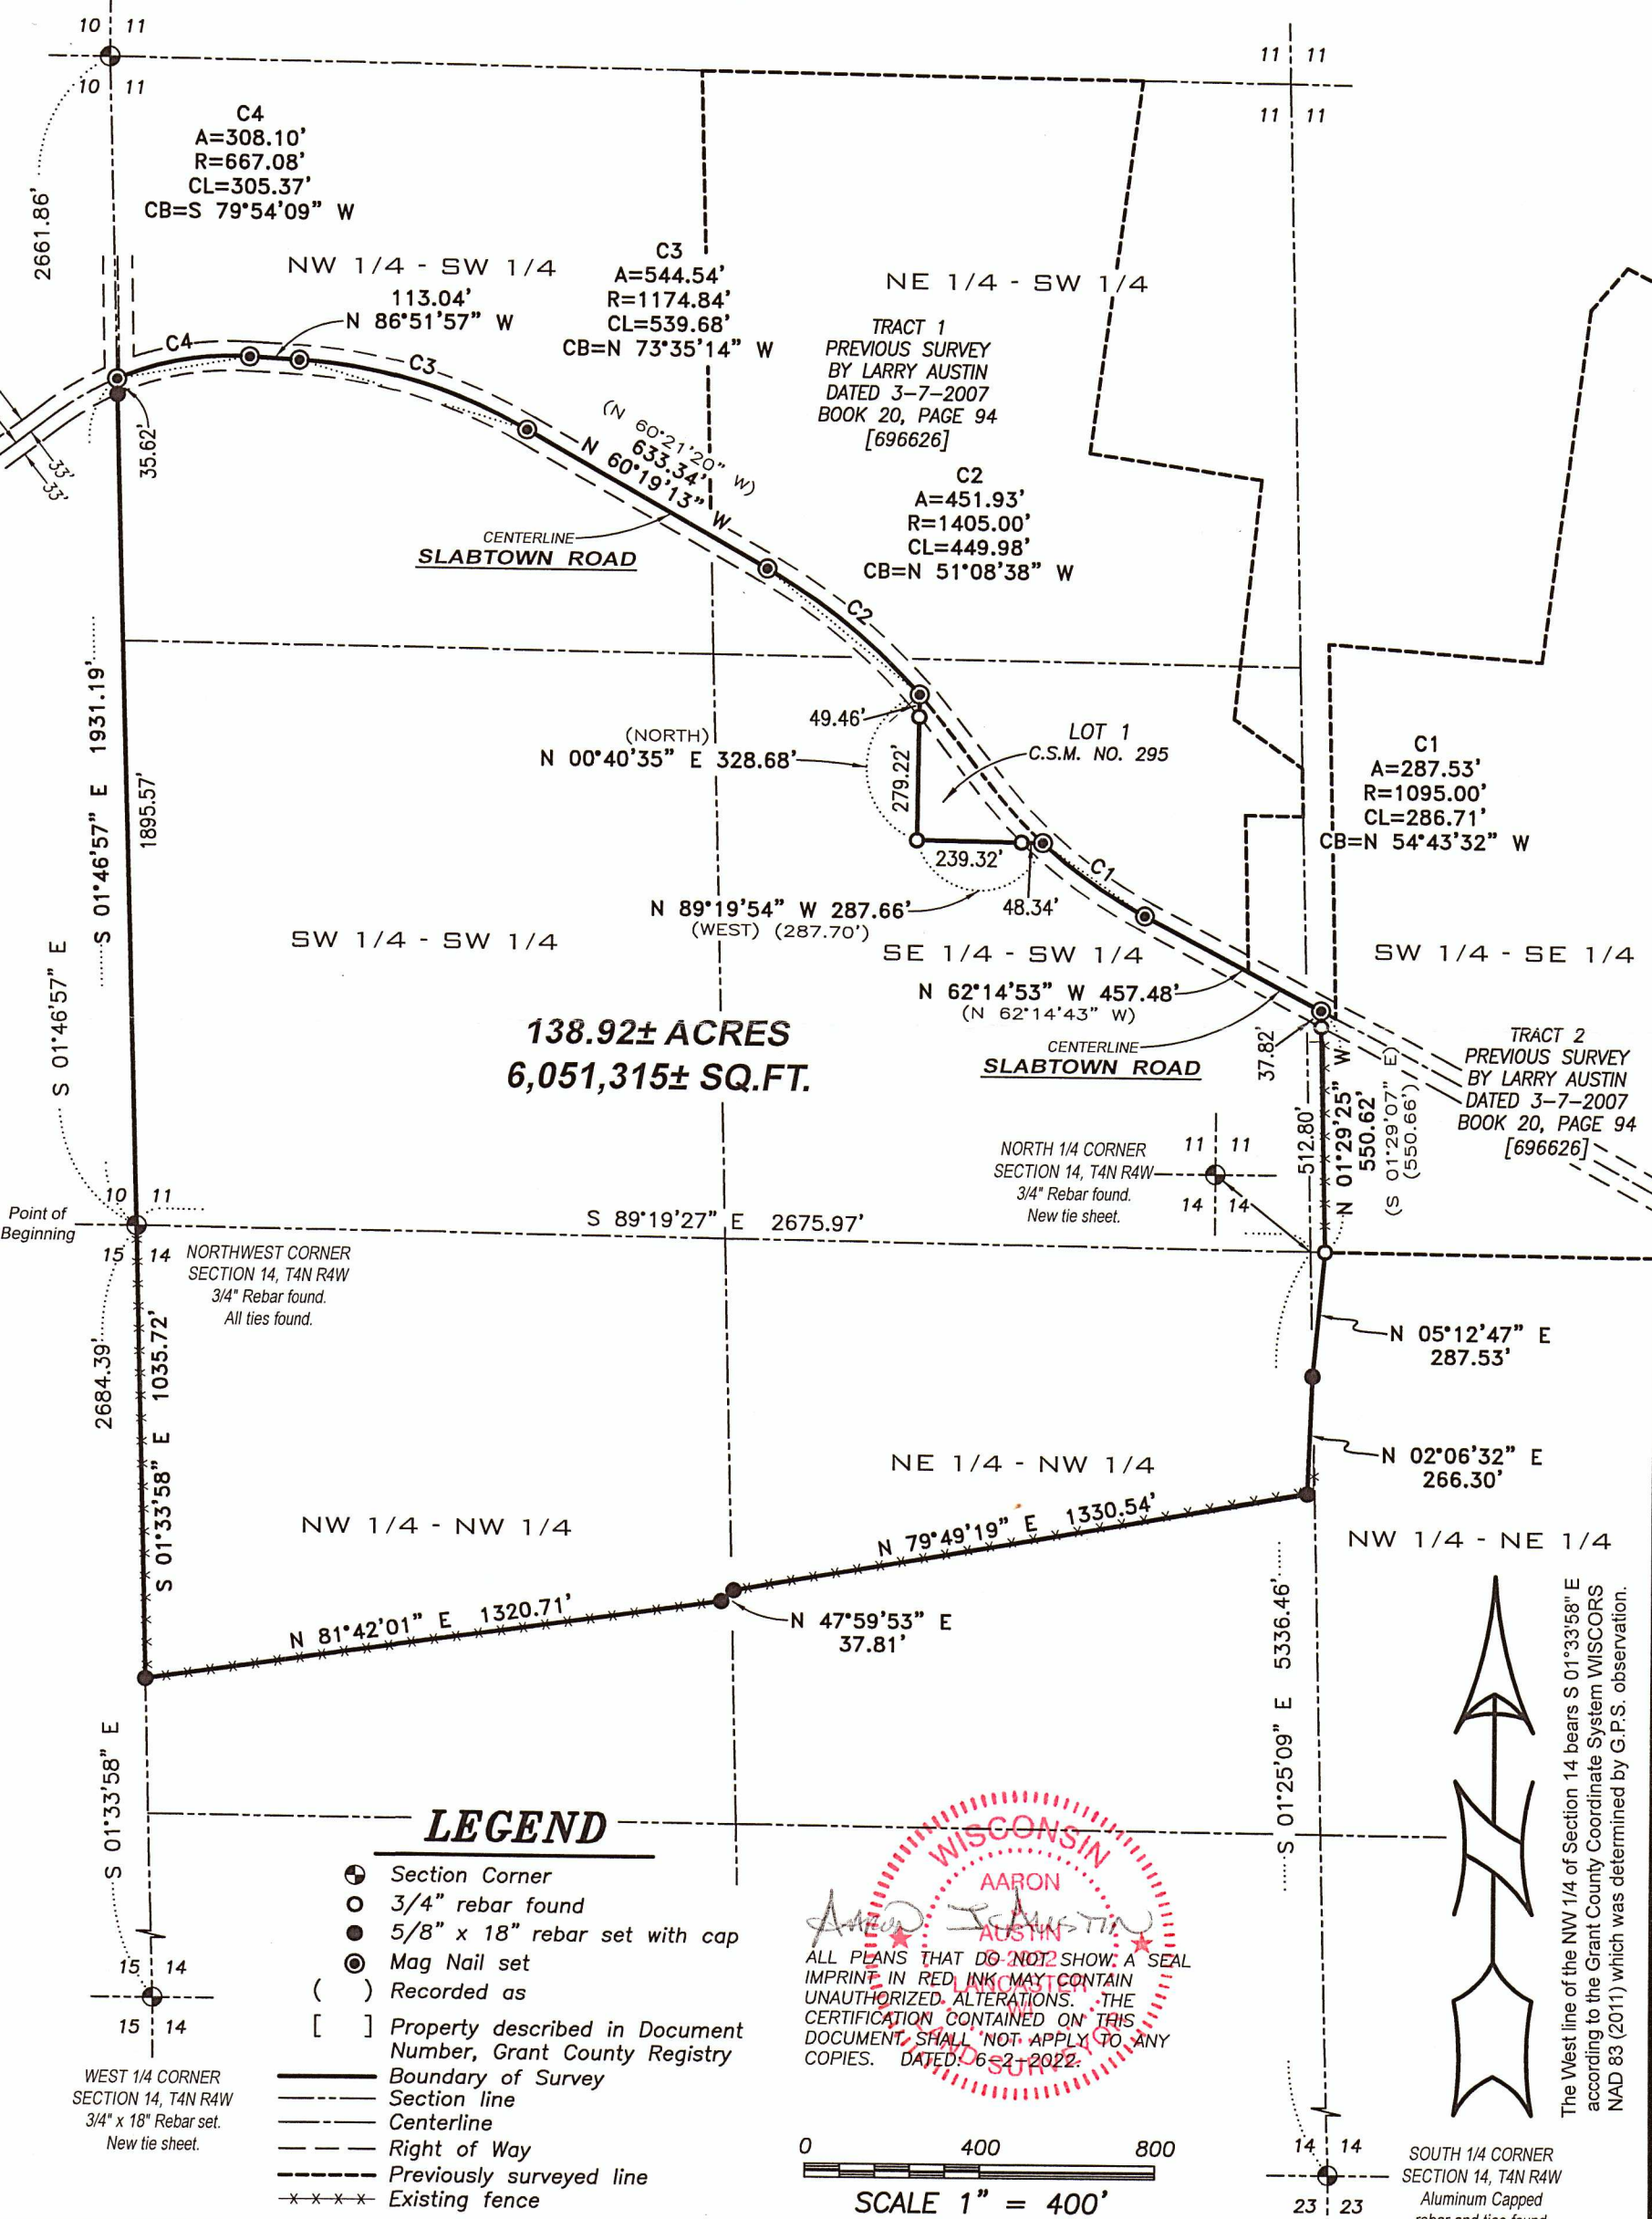 10 11
10 11
11 11
11 11
2661.86'
C4
A=308.10'
R=667.08'
CL=305.37'
CB=S 79°54'09" W
NW 1/4 - SW 1/4
113.04'
N 86°51'57" W
C3
A=544.54'
R=1174.84'
CL=539.68'
CB=N 73°35'14" W
NE 1/4 - SW 1/4
TRACT 1
PREVIOUS SURVEY
BY LARRY AUSTIN
DATED 3-7-2007
BOOK 20, PAGE 94
[696626]
C4
C3
35.62'
33'
33'
(N 60°21'20" W)
633.34'
N 60°19'13" W
CENTERLINE
SLABTOWN ROAD
C2
A=451.93'
R=1405.00'
CL=449.98'
CB=N 51°08'38" W
C2
S 01°46'57" E 1931.19'
1895.57'
49.46'
(NORTH)
N 00°40'35" E 328.68'
279.22'
LOT 1
C.S.M. NO. 295
239.32'
48.34'
N 89°19'54" W 287.66'
(WEST) (287.70')
C1
C1
A=287.53'
R=1095.00'
CL=286.71'
CB=N 54°43'32" W
SW 1/4 - SW 1/4
SE 1/4 - SW 1/4
SW 1/4 - SE 1/4
S 01°46'57" E
N 62°14'53" W 457.48'
(N 62°14'43" W)
138.92± ACRES
6,051,315± SQ.FT.
CENTERLINE
SLABTOWN ROAD
37.82'
512.80'
N 01°29'25" W
550.62'
(S 01°29'07" E)
(550.66')
TRACT 2
PREVIOUS SURVEY
BY LARRY AUSTIN
DATED 3-7-2007
BOOK 20, PAGE 94
[696626]
NORTH 1/4 CORNER
SECTION 14, T4N R4W
3/4" Rebar found.
New tie sheet.
11 11
14 14
Point of
Beginning
10 11
15 14
S 89°19'27" E 2675.97'
NORTHWEST CORNER
SECTION 14, T4N R4W
3/4" Rebar found.
All ties found.
2684.39'
S 01°33'58" E 1035.72'
N 05°12'47" E
287.53'
N 02°06'32" E
266.30'
NE 1/4 - NW 1/4
NW 1/4 - NW 1/4
NW 1/4 - NE 1/4
N 79°49'19" E 1330.54'
N 81°42'01" E 1320.71'
N 47°59'53" E
37.81'
S 01°33'58" E
S 01°25'09" E 5336.46'
The West line of the NW 1/4 of Section 14 bears S 01°33'58" E
according to the Grant County Coordinate System WISCORS
NAD 83 (2011) which was determined by G.P.S. observation.
LEGEND
Section Corner
3/4" rebar found
5/8" x 18" rebar set with cap
Mag Nail set
( ) Recorded as
[ ] Property described in Document
Number, Grant County Registry
Boundary of Survey
Section line
Centerline
Right of Way
Previously surveyed line
Existing fence
15 14
15 14
WEST 1/4 CORNER
SECTION 14, T4N R4W
3/4" x 18" Rebar set.
New tie sheet.
WISCONSIN
AARON
AUSTIN
LANCASTER
WI
LAND SURVEYOR
ALL PLANS THAT DO NOT SHOW A SEAL
IMPRINT IN RED INK MAY CONTAIN
UNAUTHORIZED ALTERATIONS. THE
CERTIFICATION CONTAINED ON THIS
DOCUMENT SHALL NOT APPLY TO ANY
COPIES. DATED: 6-2-2022.
0 400 800
SCALE 1" = 400'
14 14
23 23
SOUTH 1/4 CORNER
SECTION 14, T4N R4W
Aluminum Capped
rebar and ties found.